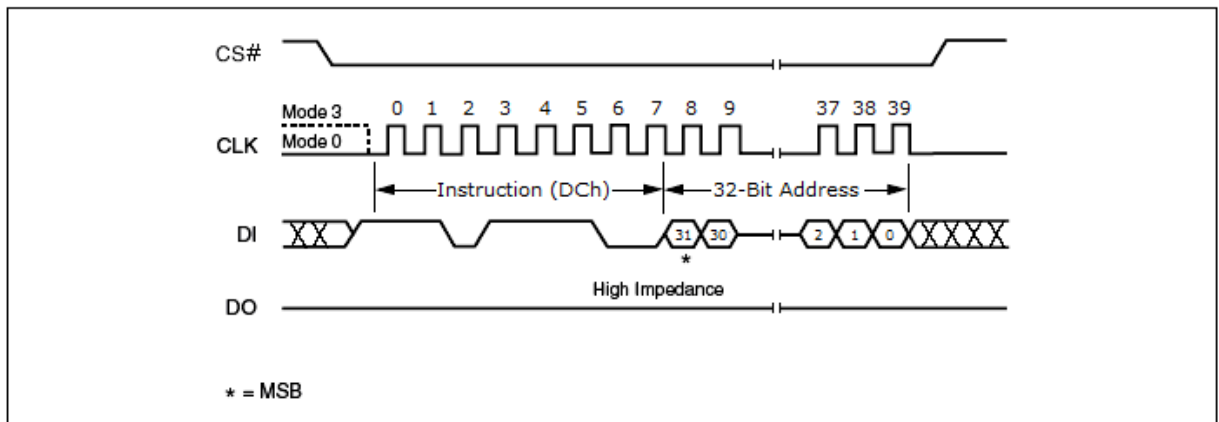 CS#
Mode 3 0 1 2 3 4 5 6 7 8 9 37 38 39
CLK Mode 0
Instruction (DCh) 32-Bit Address
DI 31 30 2 1 0
*
High Impedance
DO
* = MSB